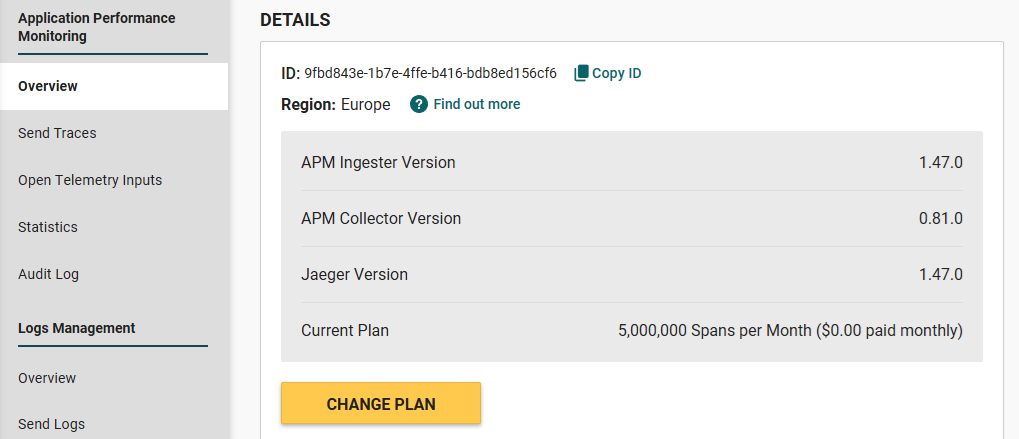 Application Performance
Monitoring
Overview
Send Traces
Open Telemetry Inputs
Statistics
Audit Log
Logs Management
Overview
Send Logs
DETAILS
ID: 9fbd843e-1b7e-4ffe-b416-bdb8ed156cf6 Copy ID
Region: Europe ? Find out more
APM Ingester Version 1.47.0
APM Collector Version 0.81.0
Jaeger Version 1.47.0
Current Plan 5,000,000 Spans per Month ($0.00 paid monthly)
CHANGE PLAN